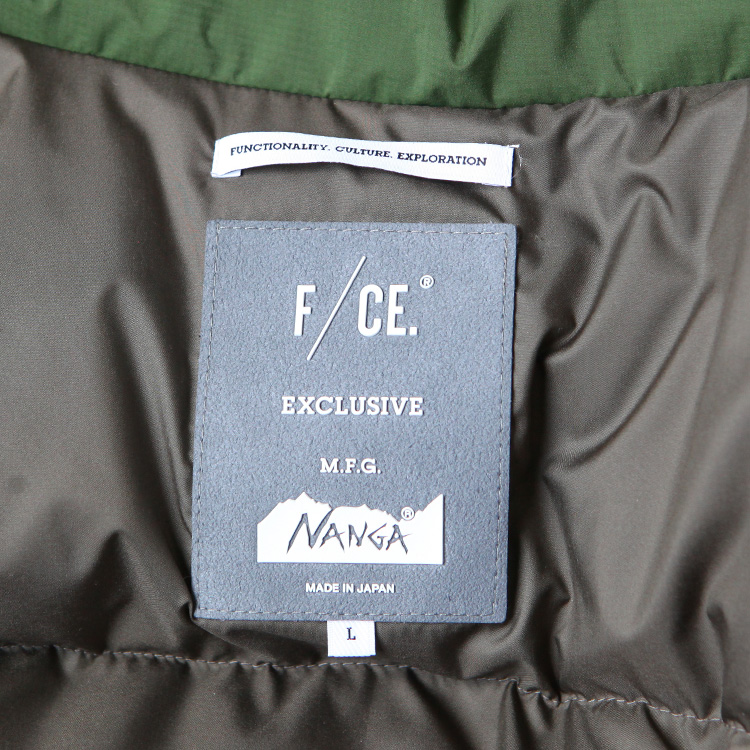 FUNCTIONALITY. CULTURE. EXPLORATION
F/CE.®
EXCLUSIVE
M.F.G.
NANGA®
MADE IN JAPAN
L